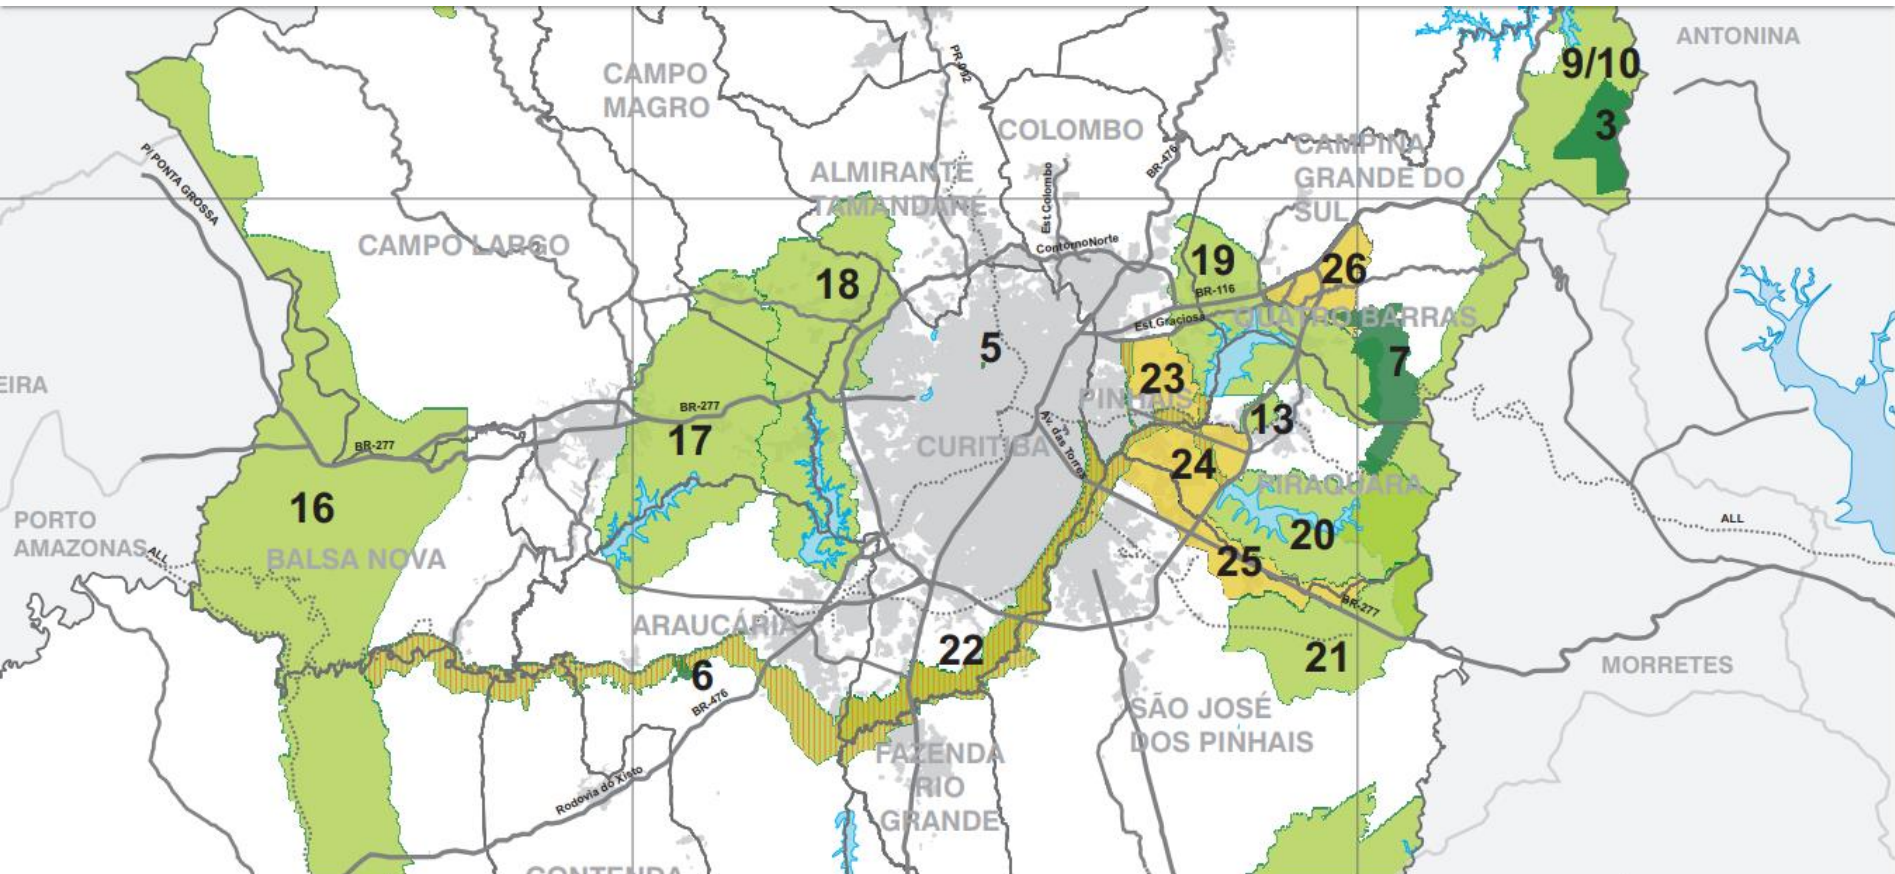 ANTONINA
9/10
PR-092
CAMPO
MAGRO
3
COLOMBO
CAMPINA
GRANDE DO
SUL
BR-476
P/ PONTA GROSSA
ALMIRANTE
TAMANDARÉ
Est Colombo
ContornoNorte
CAMPO LARGO
19
26
18
BR-116
Est.Graciosa
QUATRO BARRAS
5
7
23
EIRA
PINHAIS
BR-277
13
17
BR-277
CURITIBA
Av. das Torres
24
PIRAQUARA
16
PORTO
AMAZONAS
ALL
ALL
20
BALSA NOVA
25
BR-277
ARAUCÁRIA
22
21
MORRETES
6
BR-476
SÃO JOSÉ
DOS PINHAIS
FAZENDA
RIO
GRANDE
Rodovia do Xisto
CONTENDA